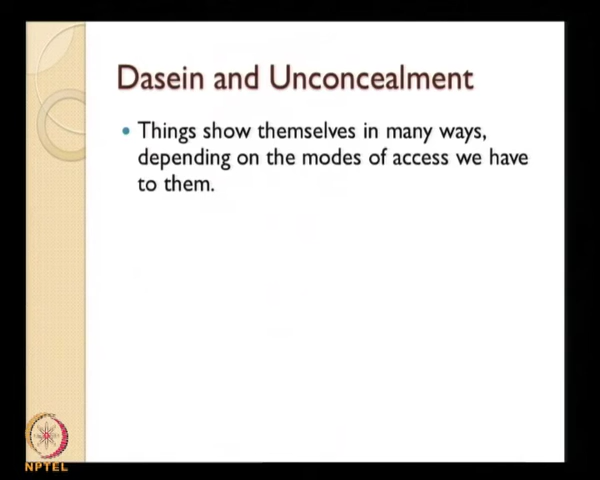 Dasein and Unconcealment
• Things show themselves in many ways,
depending on the modes of access we have
to them.
NPTEL